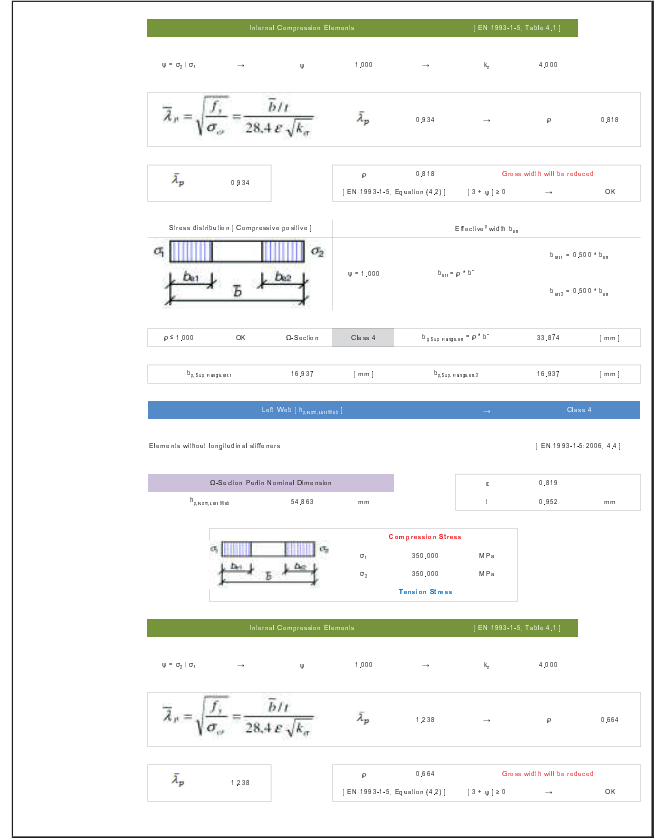 Internal Compression Elements [ EN 1993-1-5, Table 4.1 ]
ψ = σ₂ / σ₁ → ψ 1,000 → kσ 4,000
λ̄p = √(fy / σcr) = (b̄ / t) / (28,4 ε √kσ) λ̄p 0,934 → ρ 0,818
λ̄p 0,934
ρ 0,818 Gross width will be reduced
[ EN 1993-1-5, Equation (4.2) ] [ 3 + ψ ] ≥ 0 → OK
Stress distribution [ Compressive positive ] Effective width beff
σ₁ σ₂
be1 be2
b̄
ψ = 1,000 beff = ρ * b¯
beff1 = 0,500 * beff
beff2 = 0,500 * beff
ρ ≤ 1,000 OK Ω-Section Class 4 = ρ * b¯ 33,874 [ mm ]
16,937 [ mm ] 16,937 [ mm ]
Left Web → Class 4
Elements without longitudinal stiffeners [ EN 1993-1-5:2006, 4.4 ]
Ω-Section Purlin Nominal Dimension
54,863 mm
ε 0,819
t 0,952 mm
Compression Stress
σ₁ 350,000 MPa
σ₂ 350,000 MPa
Tension Stress
σ₁ σ₂
be1 be2
b̄
Internal Compression Elements [ EN 1993-1-5, Table 4.1 ]
ψ = σ₂ / σ₁ → ψ 1,000 → kσ 4,000
λ̄p = √(fy / σcr) = (b̄ / t) / (28,4 ε √kσ) λ̄p 1,238 → ρ 0,664
λ̄p 1,238
ρ 0,664 Gross width will be reduced
[ EN 1993-1-5, Equation (4.2) ] [ 3 + ψ ] ≥ 0 → OK